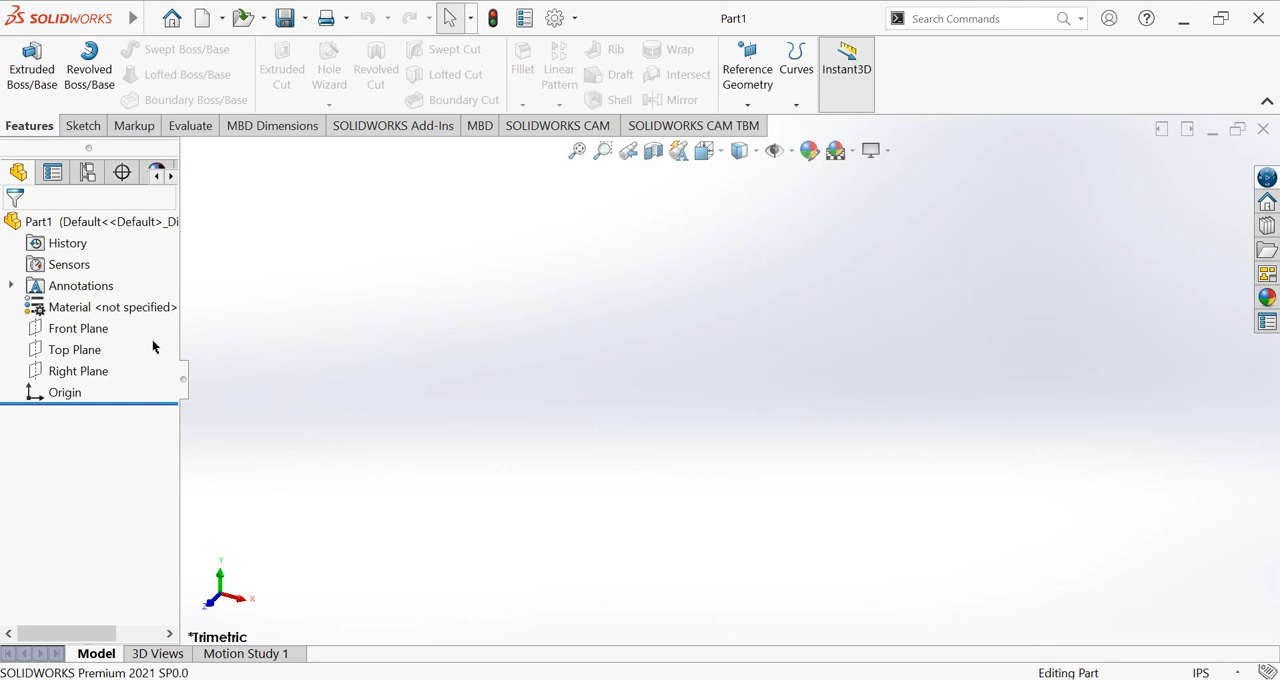 SOLIDWORKS
Part1
Search Commands
Extruded Boss/Base
Revolved Boss/Base
Swept Boss/Base
Lofted Boss/Base
Boundary Boss/Base
Extruded Cut
Hole Wizard
Revolved Cut
Swept Cut
Lofted Cut
Boundary Cut
Fillet
Linear Pattern
Rib
Draft
Shell
Wrap
Intersect
Mirror
Reference Geometry
Curves
Instant3D
Features
Sketch
Markup
Evaluate
MBD Dimensions
SOLIDWORKS Add-Ins
MBD
SOLIDWORKS CAM
SOLIDWORKS CAM TBM
Part1 (Default<<Default>_Di
History
Sensors
Annotations
Material <not specified>
Front Plane
Top Plane
Right Plane
Origin
Y
X
Z
*Trimetric
Model
3D Views
Motion Study 1
SOLIDWORKS Premium 2021 SP0.0
Editing Part
IPS